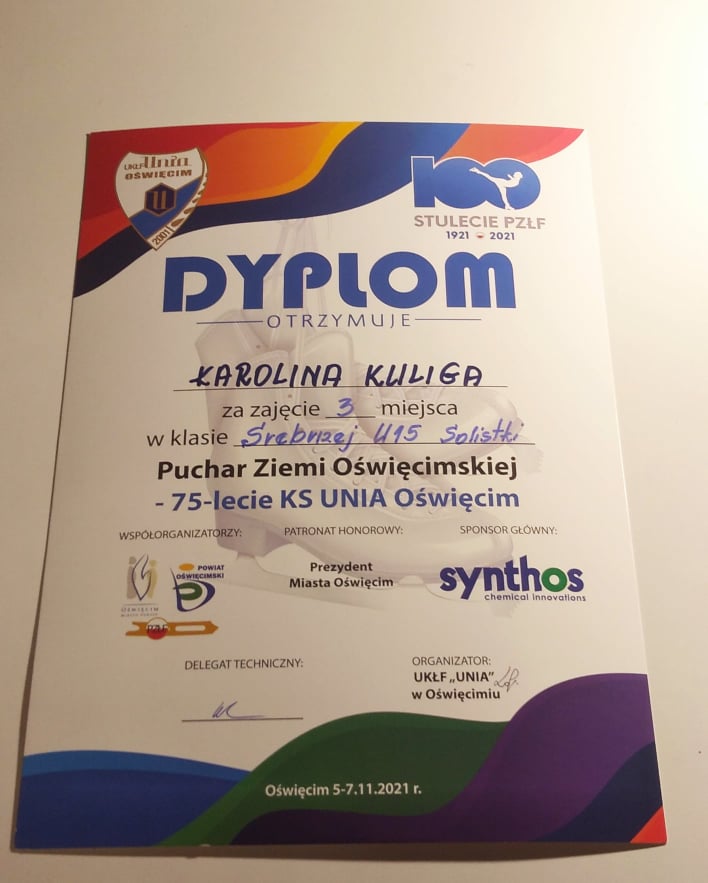 UKŁF Unia
OŚWIĘCIM
U
2001
100
STULECIE PZŁF
1921 2021
DYPLOM
OTRZYMUJE
KAROLINA KULIGA
za zajęcie 3 miejsca
w klasie Srebrzej U15 Solistki
Puchar Ziemi Oświęcimskiej
- 75-lecie KS UNIA Oświęcim
WSPÓŁORGANIZATORZY: PATRONAT HONOROWY: SPONSOR GŁÓWNY:
Prezydent
Miasta Oświęcim
OŚWIĘCIM
POWIAT
OŚWIĘCIMSKI
PZŁF
synthos
chemical innovations
DELEGAT TECHNICZNY:
ORGANIZATOR:
UKŁF „UNIA”
w Oświęcimiu
Oświęcim 5-7.11.2021 r.